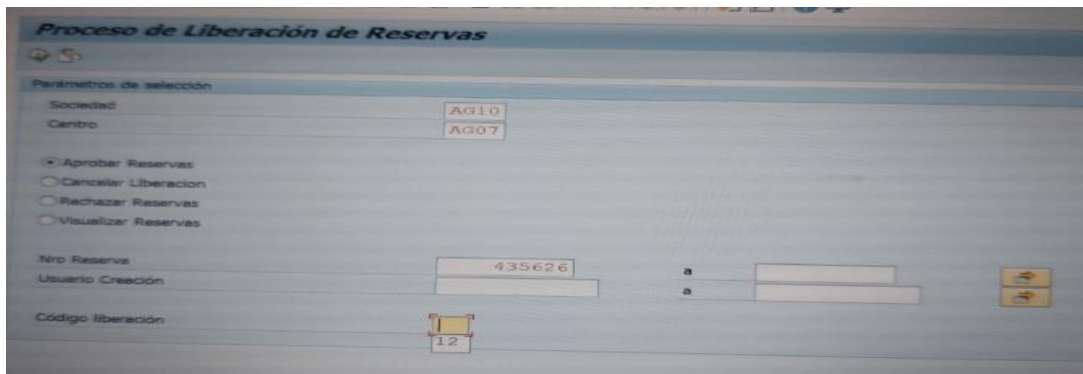 Proceso de Liberación de Reservas
Parámetros de selección
Sociedad AG10
Centro AG07
Aprobar Reservas
Cancelar Liberacion
Rechazar Reservas
Visualizar Reservas
Nro Reserva 435626 a
Usuario Creación a
Código liberación
12